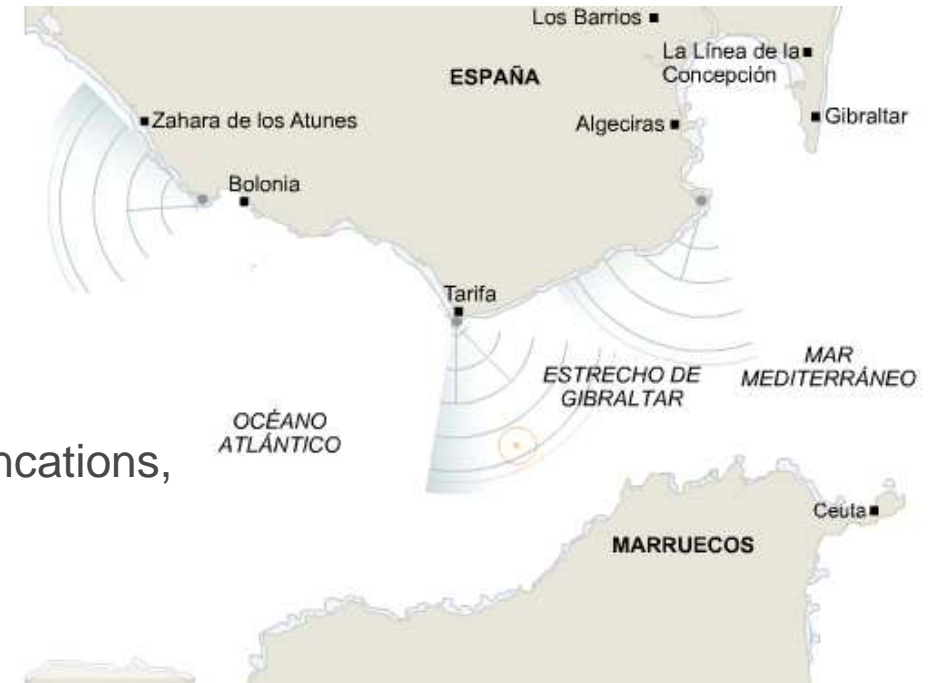 Los Barrios
La Línea de la
Concepción
ESPAÑA
Zahara de los Atunes
Algeciras
Gibraltar
Bolonia
Tarifa
ESTRECHO DE
GIBRALTAR
MAR
MEDITERRÁNEO
OCÉANO
ATLÁNTICO
ncations,
Ceuta
MARRUECOS